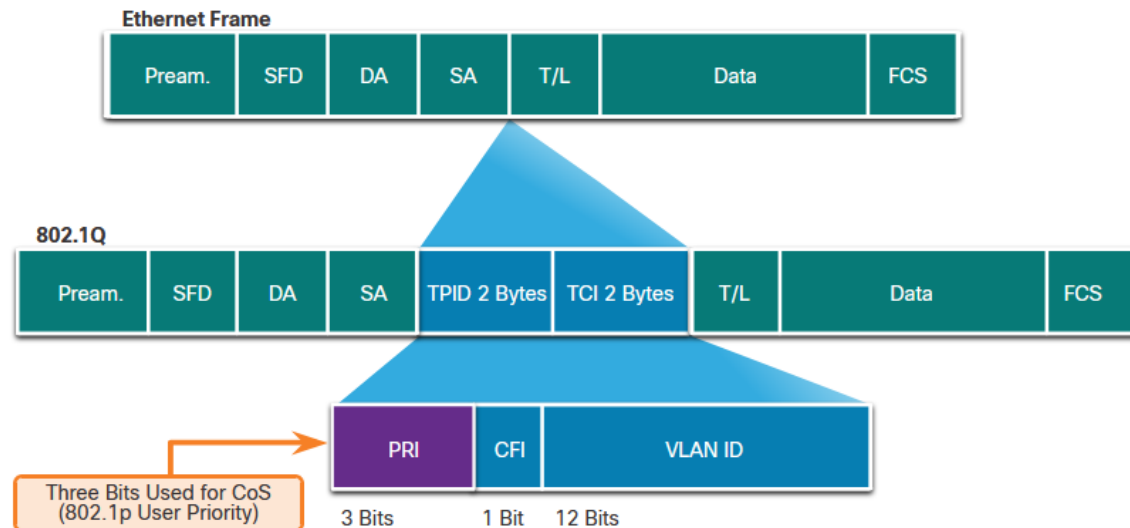 Ethernet Frame
Pream. SFD DA SA T/L Data FCS
802.1Q
Pream. SFD DA SA TPID 2 Bytes TCI 2 Bytes T/L Data FCS
PRI CFI VLAN ID
Three Bits Used for CoS
(802.1p User Priority)
3 Bits 1 Bit 12 Bits